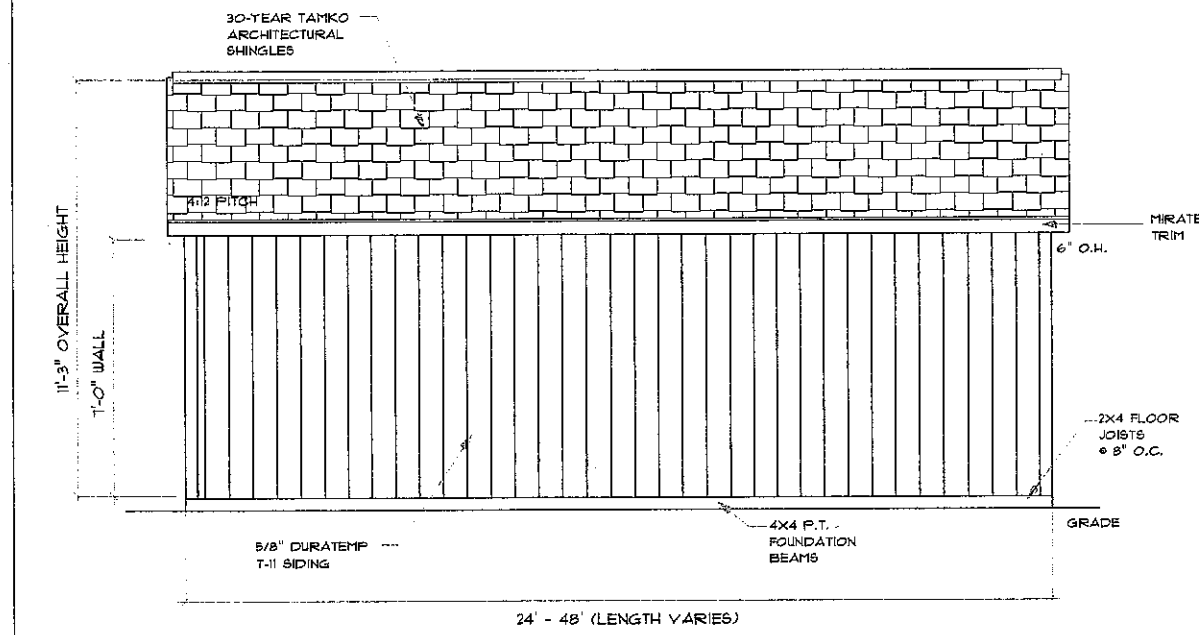 30-YEAR TAMKO
ARCHITECTURAL
SHINGLES
4:12 PITCH
MIRATE
TRIM
6" O.H.
11'-3" OVERALL HEIGHT
7'-0" WALL
2X4 FLOOR
JOISTS
@ 8" O.C.
GRADE
4X4 P.T.
FOUNDATION
BEAMS
5/8" DURATEMP
T-11 SIDING
24' - 48' (LENGTH VARIES)